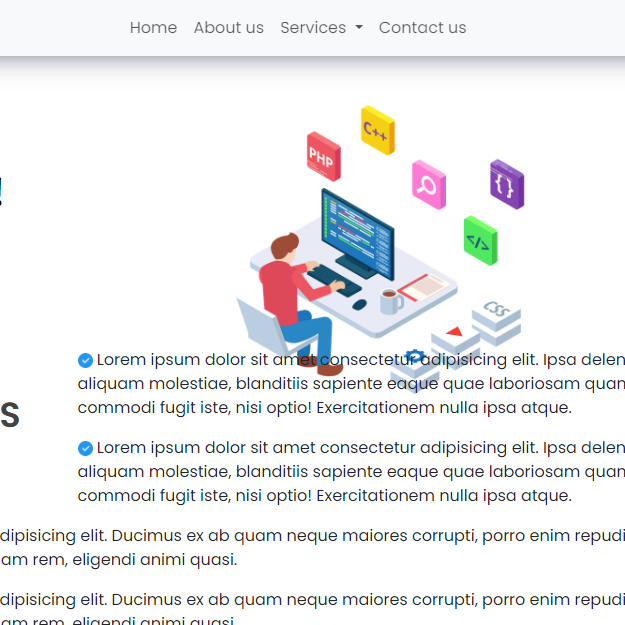 Home About us Services Contact us
C++
PHP
{ }
</>
CSS
Lorem ipsum dolor sit amet consectetur adipisicing elit. Ipsa delen
aliquam molestiae, blanditiis sapiente eaque quae laboriosam quan
commodi fugit iste, nisi optio! Exercitationem nulla ipsa atque.
s
Lorem ipsum dolor sit amet consectetur adipisicing elit. Ipsa delen
aliquam molestiae, blanditiis sapiente eaque quae laboriosam quan
commodi fugit iste, nisi optio! Exercitationem nulla ipsa atque.
dipisicing elit. Ducimus ex ab quam neque maiores corrupti, porro enim repudi
am rem, eligendi animi quasi.
dipisicing elit. Ducimus ex ab quam neque maiores corrupti, porro enim repudi
am rem, eligendi animi quasi.